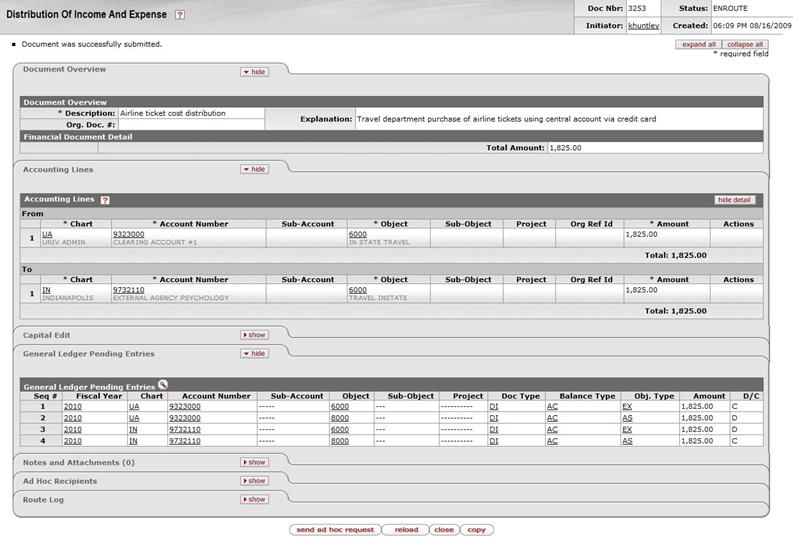 Distribution Of Income And Expense ?
Doc Nbr: 3253 Status: ENROUTE
Initiator: khuntley Created: 06:09 PM 08/16/2009
Document was successfully submitted.
expand all collapse all
* required field
Document Overview hide
Document Overview
* Description: Airline ticket cost distribution Explanation: Travel department purchase of airline tickets using central account via credit card
Org. Doc. #:
Financial Document Detail
Total Amount: 1,825.00
Accounting Lines hide
Accounting Lines ? hide detail
From
* Chart * Account Number Sub-Account * Object Sub-Object Project Org Ref Id * Amount Actions
1 UA 9323000 6000 1,825.00
UNIV ADMIN CLEARING ACCOUNT #1 IN STATE TRAVEL
Total: 1,825.00
To
* Chart * Account Number Sub-Account * Object Sub-Object Project Org Ref Id * Amount Actions
1 IN 9732110 6000 1,825.00
INDIANAPOLIS EXTERNAL AGENCY PSYCHOLOGY TRAVEL INSTATE
Total: 1,825.00
Capital Edit show
General Ledger Pending Entries hide
General Ledger Pending Entries
Seq # Fiscal Year Chart Account Number Sub-Account Object Sub-Object Project Doc Type Balance Type Obj. Type Amount D/C
1 2010 UA 9323000 ----- 6000 --- ---------- DI AC EX 1,825.00 C
2 2010 UA 9323000 ----- 8000 --- ---------- DI AC AS 1,825.00 D
3 2010 IN 9732110 ----- 6000 --- ---------- DI AC EX 1,825.00 D
4 2010 IN 9732110 ----- 8000 --- ---------- DI AC AS 1,825.00 C
Notes and Attachments (0) show
Ad Hoc Recipients show
Route Log show
send ad hoc request reload close copy